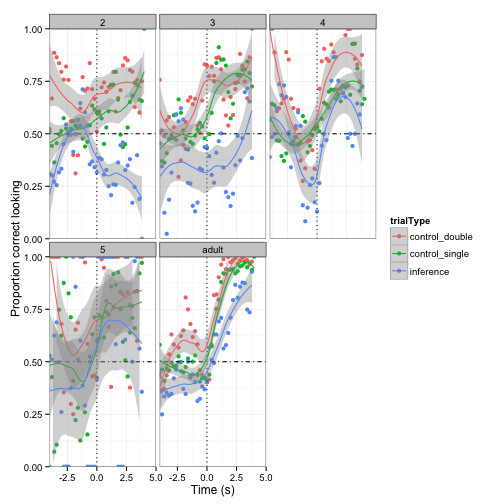 2 3 4
1.00
0.75
0.50
0.25
0.00
5 adult
1.00
0.75
0.50
0.25
0.00
-2.5 0.0 2.5 5.0 -2.5 0.0 2.5 5.0
Time (s)
Proportion correct looking
trialType
control_double
control_single
inference